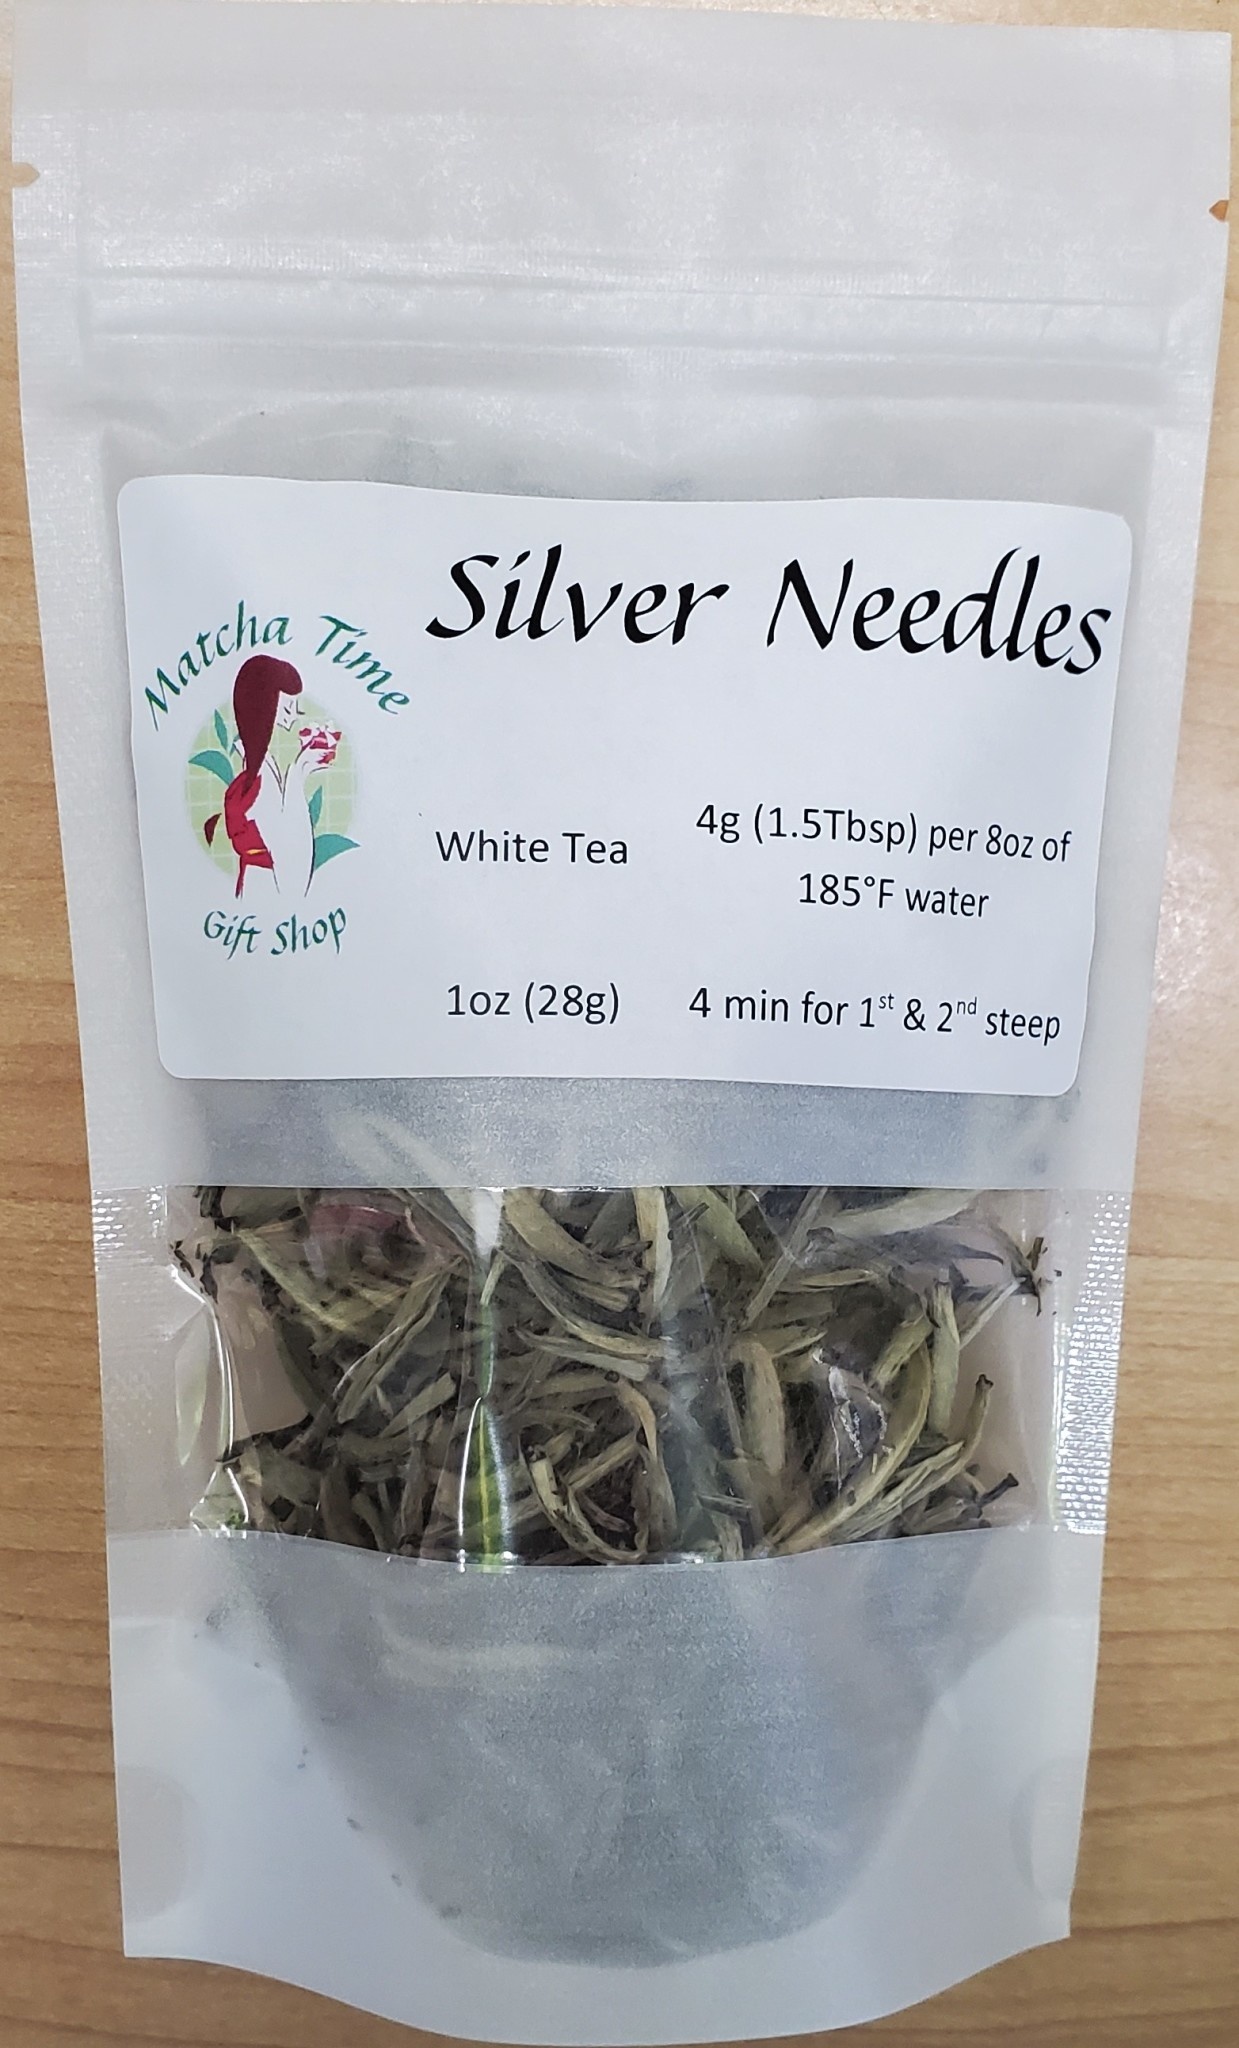 Silver Needles
Matcha Time
Gift Shop
White Tea
4g (1.5Tbsp) per 8oz of
185°F water
1oz (28g)
4 min for 1st & 2nd steep